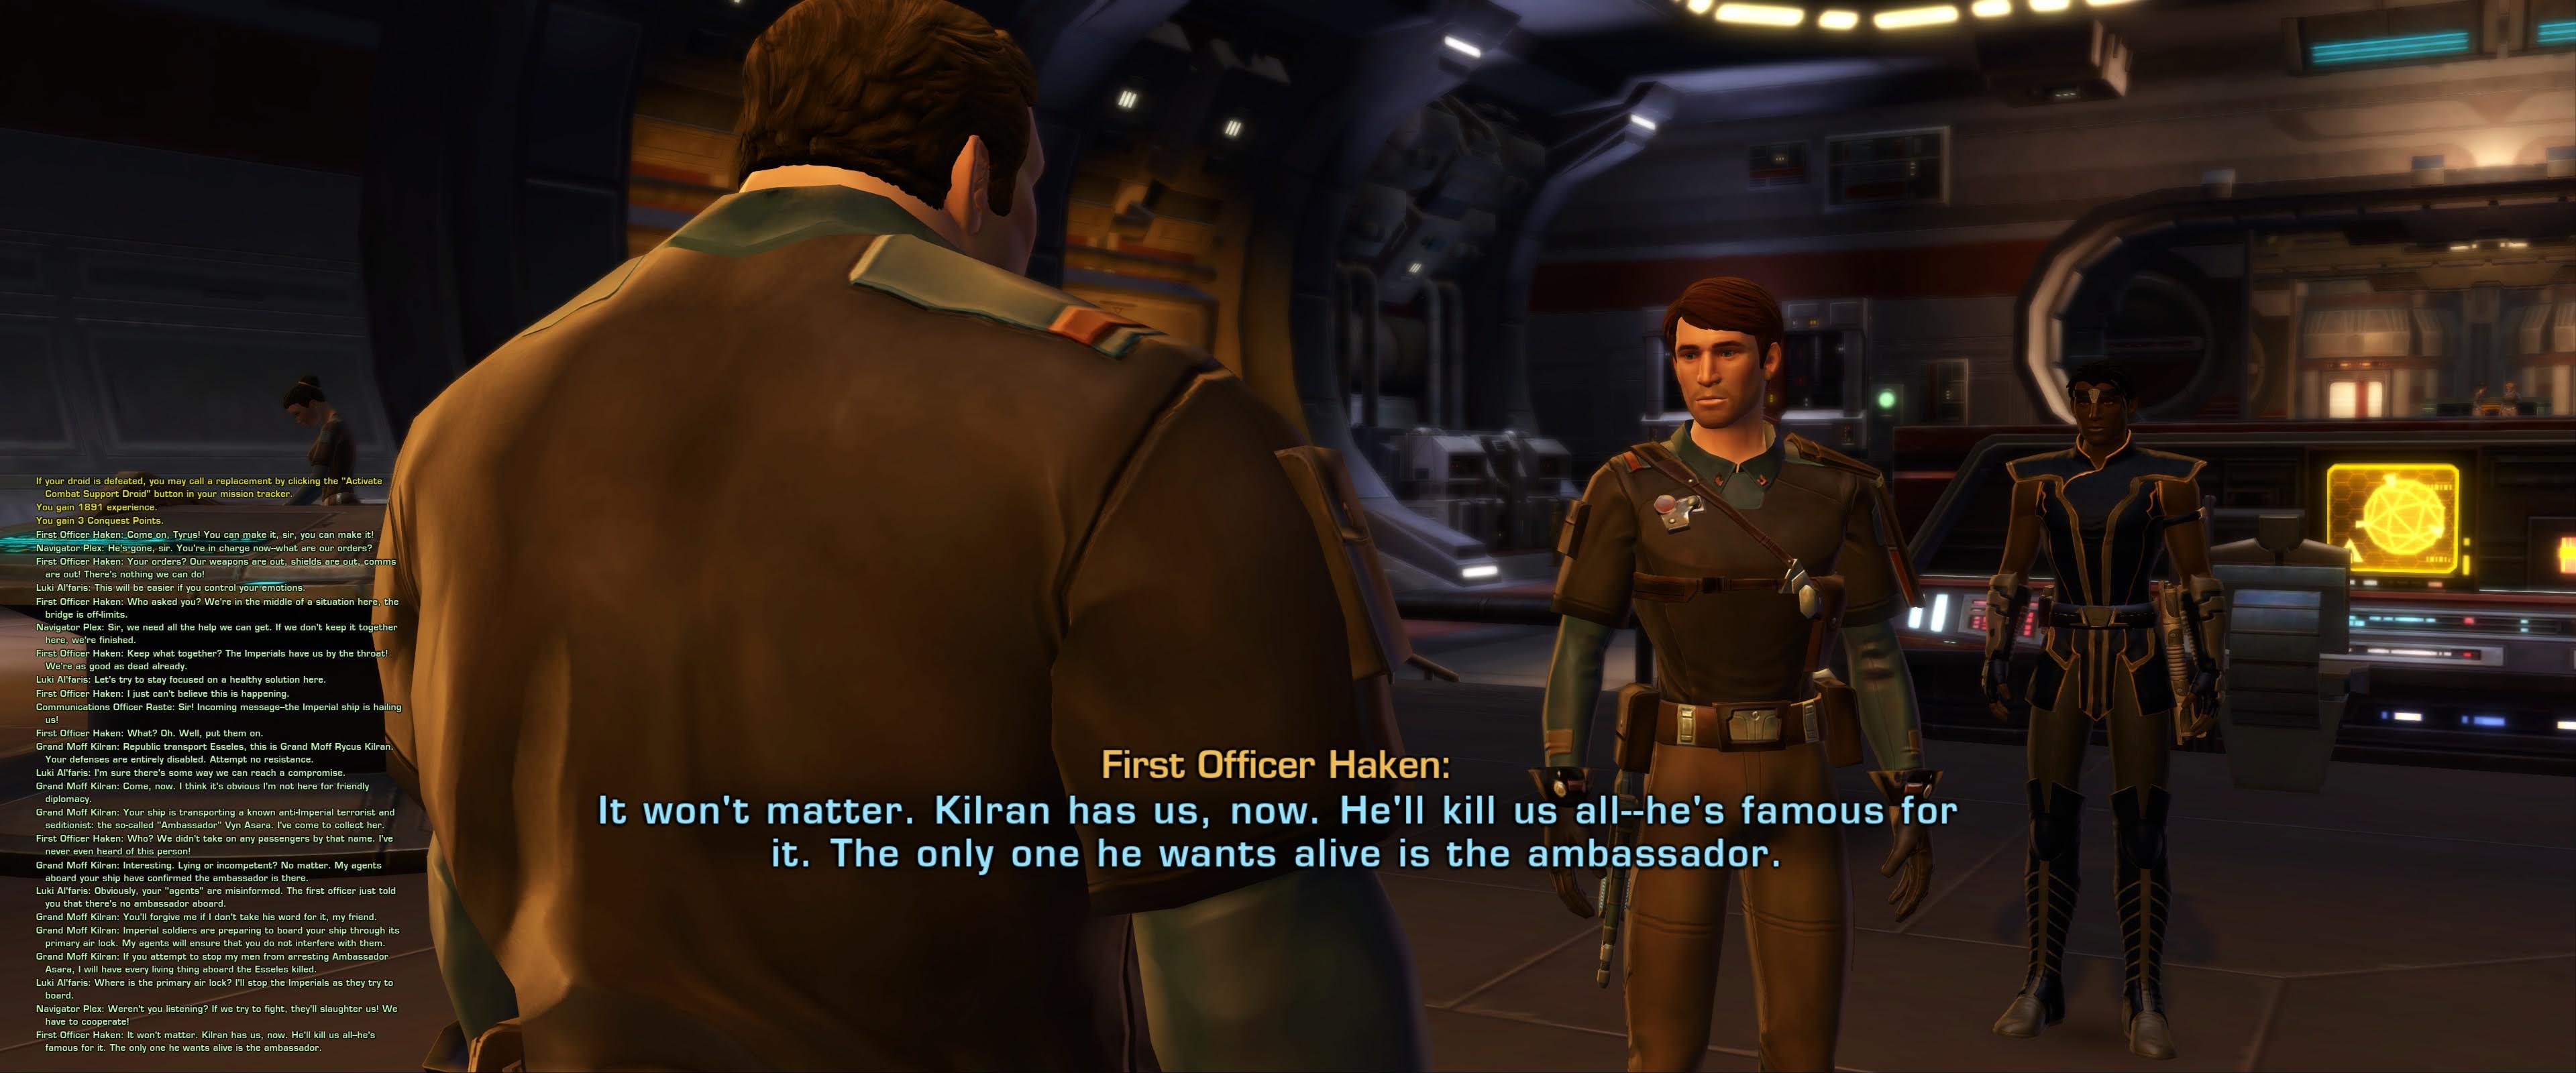 If your droid is defeated, you may call a replacement by clicking the "Activate
Combat Support Droid" button in your mission tracker.
You gain 1891 experience.
You gain 3 Conquest Points.
First Officer Haken: Come on, Tyrus! You can make it, sir, you can make it!
Navigator Plex: He's gone, sir. You're in charge now--what are our orders?
First Officer Haken: Your orders? Our weapons are out, shields are out, comms
are out! There's nothing we can do!
Luki Al'faris: This will be easier if you control your emotions.
First Officer Haken: Who asked you? We're in the middle of a situation here, the
bridge is off-limits.
Navigator Plex: Sir, we need all the help we can get. If we don't keep it together
here, we're finished.
First Officer Haken: Keep what together? The Imperials have us by the throat!
We're as good as dead already.
Luki Al'faris: Let's try to stay focused on a healthy solution here.
First Officer Haken: I just can't believe this is happening.
Communications Officer Raste: Sir! Incoming message--the Imperial ship is hailing
us!
First Officer Haken: What? Oh. Well, put them on.
Grand Moff Kilran: Republic transport Esseles, this is Grand Moff Rycus Kilran.
Your defenses are entirely disabled. Attempt no resistance.
Luki Al'faris: I'm sure there's some way we can reach a compromise.
Grand Moff Kilran: Come, now. I think it's obvious I'm not here for friendly
diplomacy.
Grand Moff Kilran: Your ship is transporting a known anti-Imperial terrorist and
seditionist: the so-called "Ambassador" Vyn Asara. I've come to collect her.
First Officer Haken: Who? We didn't take on any passengers by that name. I've
never even heard of this person!
Grand Moff Kilran: Interesting. Lying or incompetent? No matter. My agents
aboard your ship have confirmed the ambassador is there.
Luki Al'faris: Obviously, your "agents" are misinformed. The first officer just told
you that there's no ambassador aboard.
Grand Moff Kilran: You'll forgive me if I don't take his word for it, my friend.
Grand Moff Kilran: Imperial soldiers are preparing to board your ship through its
primary air lock. My agents will ensure that you do not interfere with them.
Grand Moff Kilran: If you attempt to stop my men from arresting Ambassador
Asara, I will have every living thing aboard the Esseles killed.
Luki Al'faris: Where is the primary air lock? I'll stop the Imperials as they try to
board.
Navigator Plex: Weren't you listening? If we try to fight, they'll slaughter us! We
have to cooperate!
First Officer Haken: It won't matter. Kilran has us, now. He'll kill us all--he's
famous for it. The only one he wants alive is the ambassador.
First Officer Haken:
It won't matter. Kilran has us, now. He'll kill us all--he's famous for
it. The only one he wants alive is the ambassador.